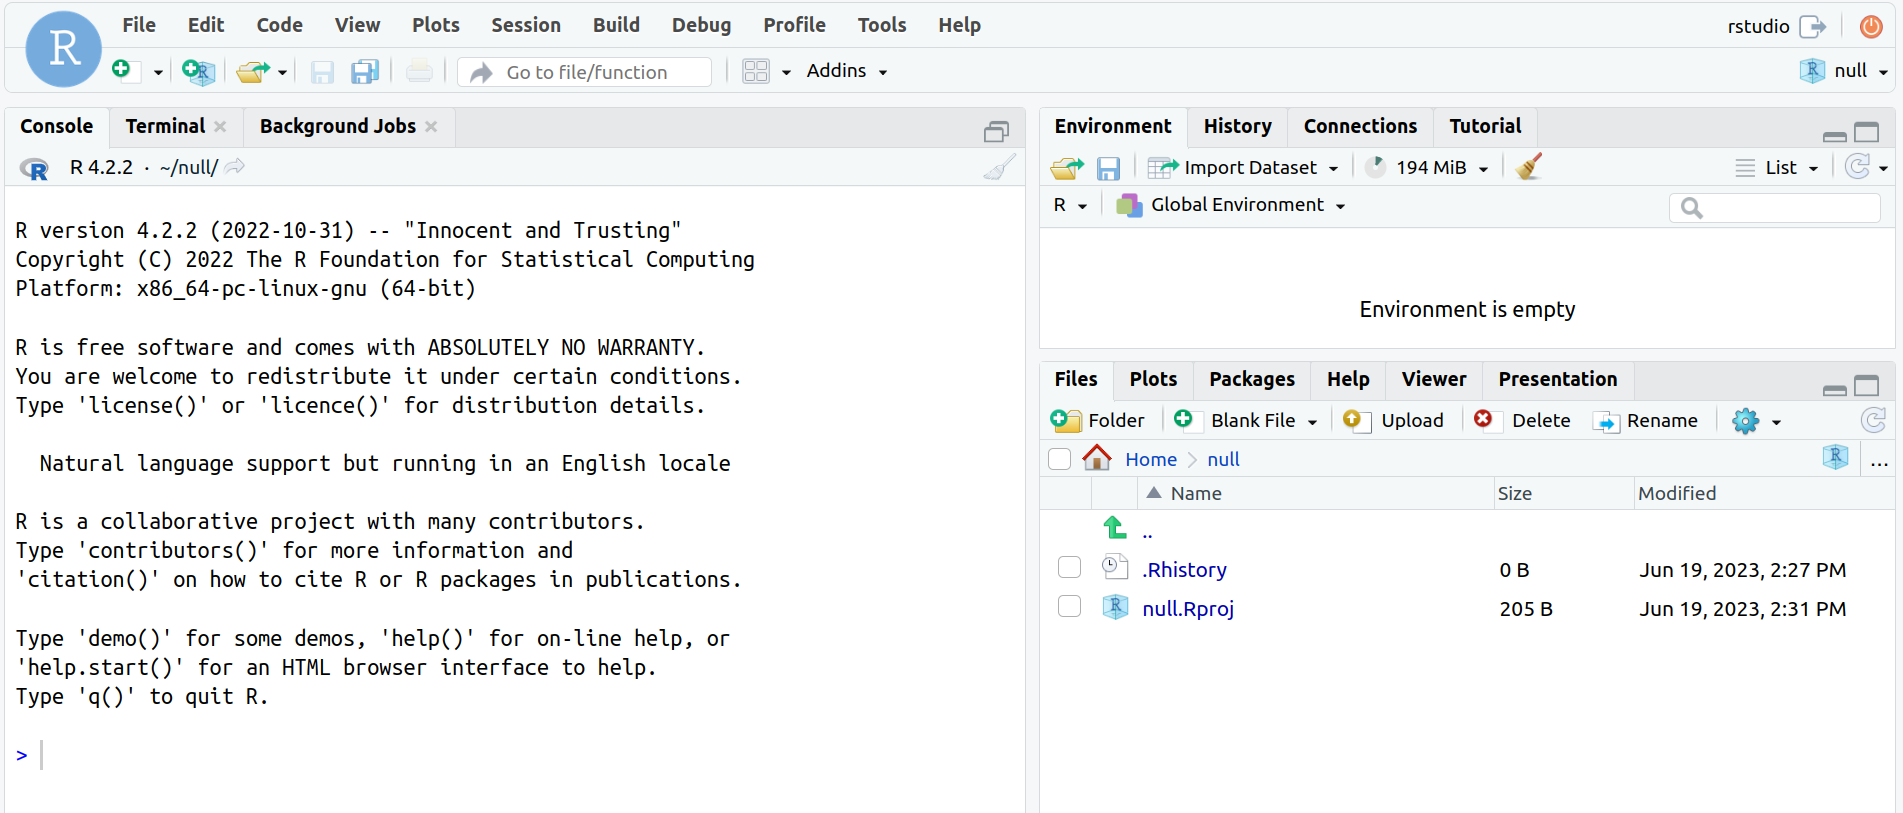 R File Edit Code View Plots Session Build Debug Profile Tools Help rstudio
Go to file/function Addins R null
Console Terminal Background Jobs
R R 4.2.2 · ~/null/
R version 4.2.2 (2022-10-31) -- "Innocent and Trusting"
Copyright (C) 2022 The R Foundation for Statistical Computing
Platform: x86_64-pc-linux-gnu (64-bit)
R is free software and comes with ABSOLUTELY NO WARRANTY.
You are welcome to redistribute it under certain conditions.
Type 'license()' or 'licence()' for distribution details.
Natural language support but running in an English locale
R is a collaborative project with many contributors.
Type 'contributors()' for more information and
'citation()' on how to cite R or R packages in publications.
Type 'demo()' for some demos, 'help()' for on-line help, or
'help.start()' for an HTML browser interface to help.
Type 'q()' to quit R.
>
Environment History Connections Tutorial
Import Dataset 194 MiB List
R Global Environment
Environment is empty
Files Plots Packages Help Viewer Presentation
Folder Blank File Upload Delete Rename
Home null R ...
Name Size Modified
..
.Rhistory 0 B Jun 19, 2023, 2:27 PM
R null.Rproj 205 B Jun 19, 2023, 2:31 PM